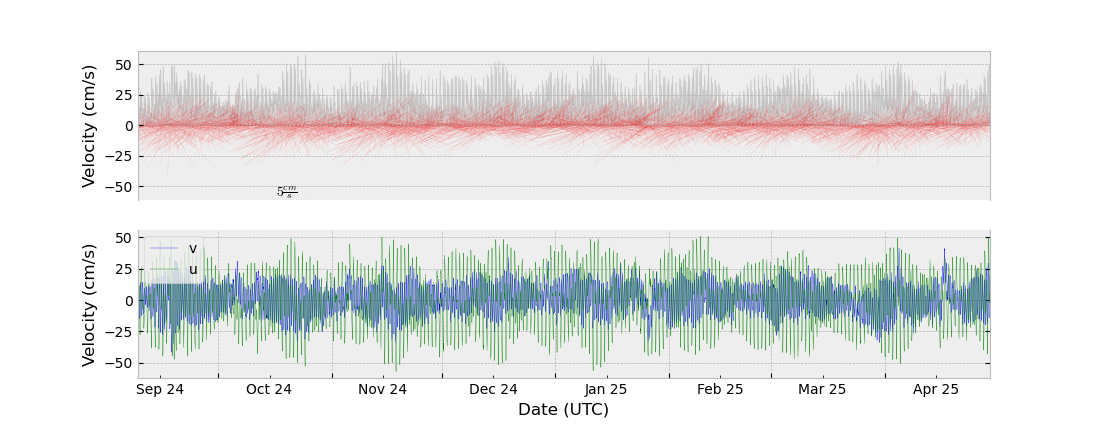 Velocity (cm/s)
50
25
0
−25
−50
5 cm/s
Velocity (cm/s)
50
25
0
−25
−50
v
u
Sep 24 Oct 24 Nov 24 Dec 24 Jan 25 Feb 25 Mar 25 Apr 25
Date (UTC)